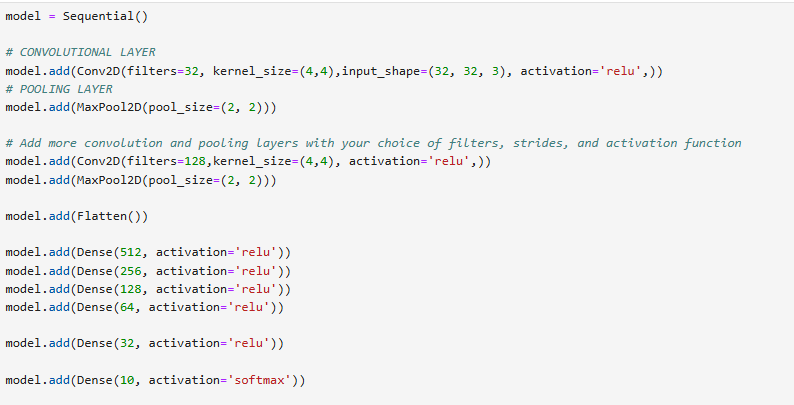 model = Sequential()
# CONVOLUTIONAL LAYER
model.add(Conv2D(filters=32, kernel_size=(4,4),input_shape=(32, 32, 3), activation='relu',))
# POOLING LAYER
model.add(MaxPool2D(pool_size=(2, 2)))
# Add more convolution and pooling layers with your choice of filters, strides, and activation function
model.add(Conv2D(filters=128,kernel_size=(4,4), activation='relu',))
model.add(MaxPool2D(pool_size=(2, 2)))
model.add(Flatten())
model.add(Dense(512, activation='relu'))
model.add(Dense(256, activation='relu'))
model.add(Dense(128, activation='relu'))
model.add(Dense(64, activation='relu'))
model.add(Dense(32, activation='relu'))
model.add(Dense(10, activation='softmax'))